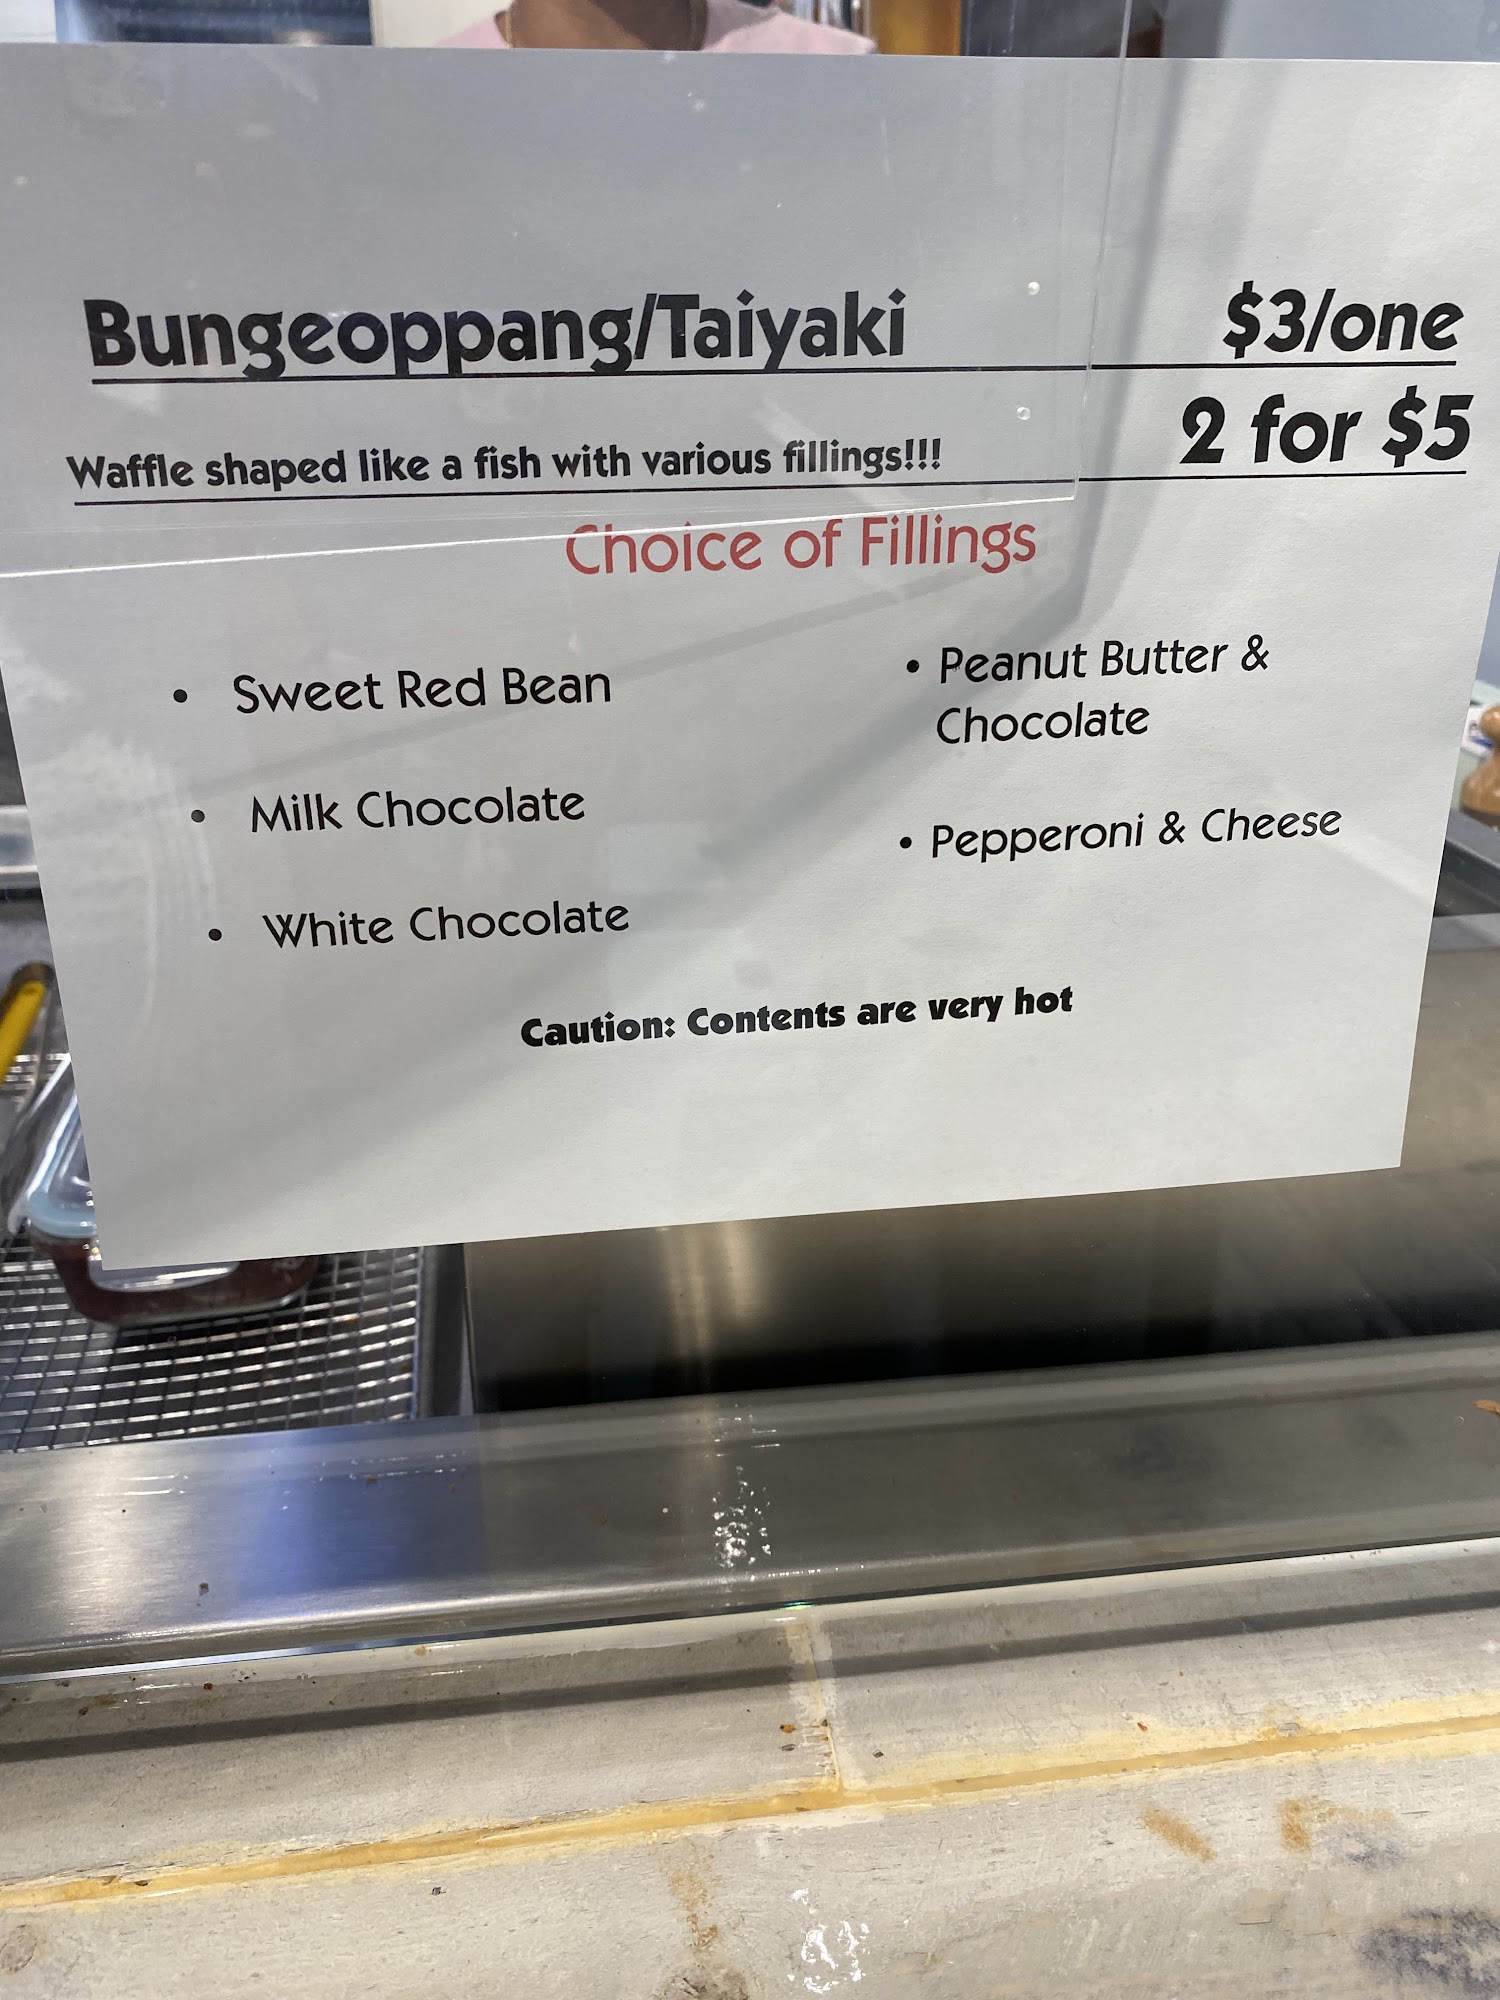 Bungeoppang/Taiyaki $3/one
2 for $5
Waffle shaped like a fish with various fillings!!!
Choice of Fillings
• Sweet Red Bean
• Milk Chocolate
• White Chocolate
• Peanut Butter &
Chocolate
• Pepperoni & Cheese
Caution: Contents are very hot